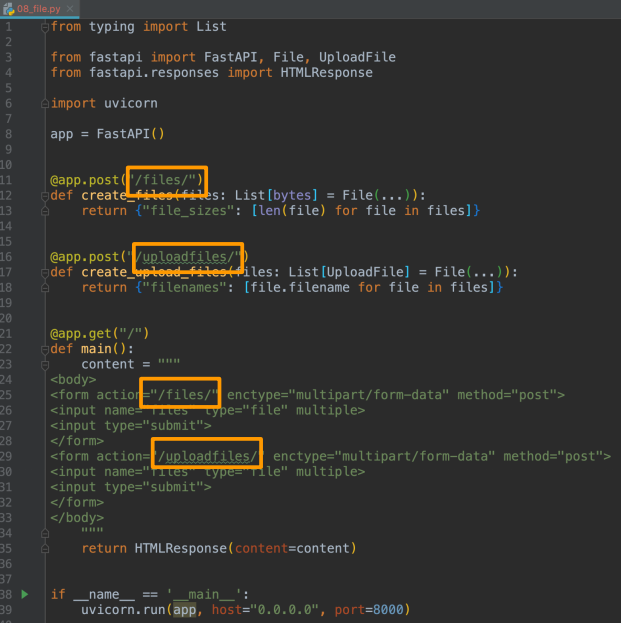 08_file.py ×
1 from typing import List
2
3 from fastapi import FastAPI, File, UploadFile
4 from fastapi.responses import HTMLResponse
5
6 import uvicorn
7
8 app = FastAPI()
9
10
11 @app.post("/files/")
12 def create_files(files: List[bytes] = File(...)):
13     return {"file_sizes": [len(file) for file in files]}
14
15
16 @app.post("/uploadfiles/")
17 def create_upload_files(files: List[UploadFile] = File(...)):
18     return {"filenames": [file.filename for file in files]}
19
20
21 @app.get("/")
22 def main():
23     content = """
24 <body>
25 <form action="/files/" enctype="multipart/form-data" method="post">
26 <input name="files" type="file" multiple>
27 <input type="submit">
28 </form>
29 <form action="/uploadfiles/" enctype="multipart/form-data" method="post">
30 <input name="files" type="file" multiple>
31 <input type="submit">
32 </form>
33 </body>
34     """
35     return HTMLResponse(content=content)
36
37
38 if __name__ == '__main__':
39     uvicorn.run(app, host="0.0.0.0", port=8000)